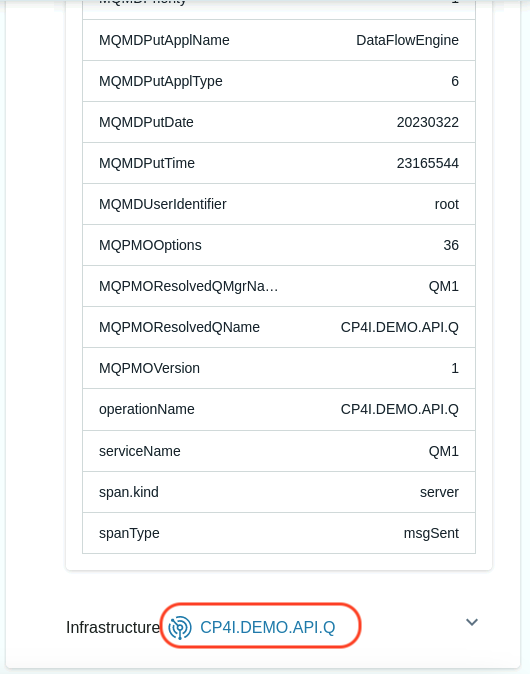 MQMDPriority 1
MQMDPutApplName DataFlowEngine
MQMDPutApplType 6
MQMDPutDate 20230322
MQMDPutTime 23165544
MQMDUserIdentifier root
MQPMOOptions 36
MQPMOResolvedQMgrNa… QM1
MQPMOResolvedQName CP4I.DEMO.API.Q
MQPMOVersion 1
operationName CP4I.DEMO.API.Q
serviceName QM1
span.kind server
spanType msgSent
Infrastructure CP4I.DEMO.API.Q